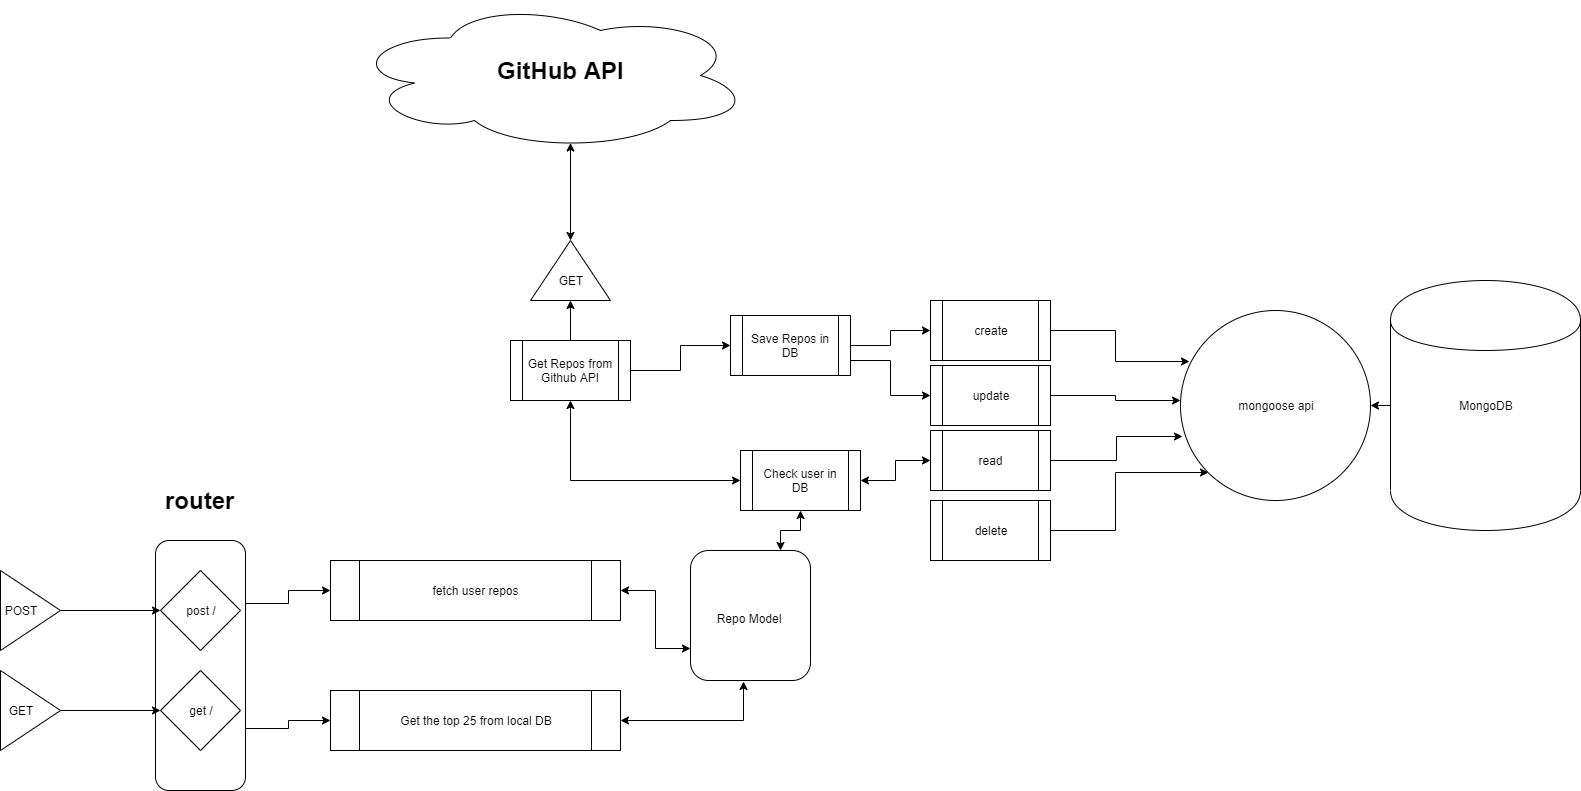 GitHub API
GET
Get Repos from
Github API
Save Repos in
DB
create
update
read
delete
mongoose api
MongoDB
Check user in
DB
router
POST
post /
fetch user repos
Repo Model
GET
get /
Get the top 25 from local DB